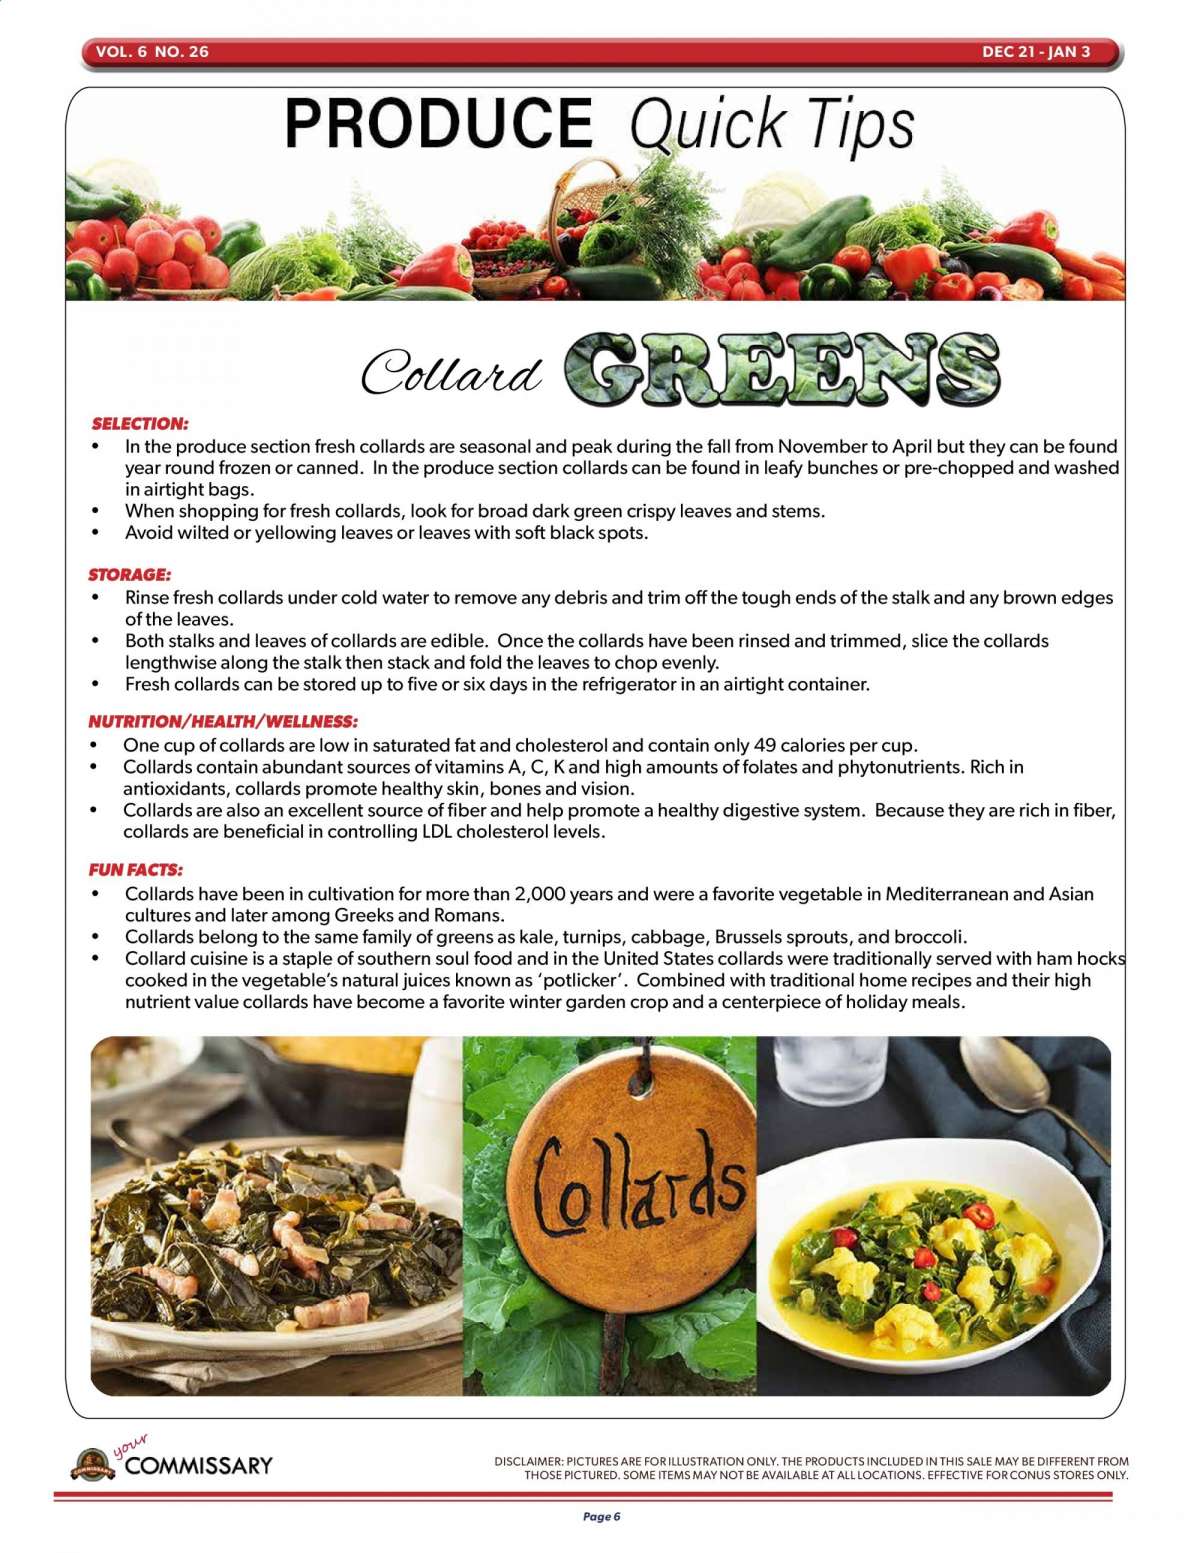 VOL. 6 NO. 26
DEC 21 - JAN 3
PRODUCE Quick Tips
Collard GREENS
SELECTION:
• In the produce section fresh collards are seasonal and peak during the fall from November to April but they can be found
year round frozen or canned. In the produce section collards can be found in leafy bunches or pre-chopped and washed
in airtight bags.
• When shopping for fresh collards, look for broad dark green crispy leaves and stems.
• Avoid wilted or yellowing leaves or leaves with soft black spots.
STORAGE:
• Rinse fresh collards under cold water to remove any debris and trim off the tough ends of the stalk and any brown edges
of the leaves.
• Both stalks and leaves of collards are edible. Once the collards have been rinsed and trimmed, slice the collards
lengthwise along the stalk then stack and fold the leaves to chop evenly.
• Fresh collards can be stored up to five or six days in the refrigerator in an airtight container.
NUTRITION/HEALTH/WELLNESS:
• One cup of collards are low in saturated fat and cholesterol and contain only 49 calories per cup.
• Collards contain abundant sources of vitamins A, C, K and high amounts of folates and phytonutrients. Rich in
antioxidants, collards promote healthy skin, bones and vision.
• Collards are also an excellent source of fiber and help promote a healthy digestive system. Because they are rich in fiber,
collards are beneficial in controlling LDL cholesterol levels.
FUN FACTS:
• Collards have been in cultivation for more than 2,000 years and were a favorite vegetable in Mediterranean and Asian
cultures and later among Greeks and Romans.
• Collards belong to the same family of greens as kale, turnips, cabbage, Brussels sprouts, and broccoli.
• Collard cuisine is a staple of southern soul food and in the United States collards were traditionally served with ham hocks
cooked in the vegetable’s natural juices known as ‘potlicker’. Combined with traditional home recipes and their high
nutrient value collards have become a favorite winter garden crop and a centerpiece of holiday meals.
Collards
COMMISSARY
your
COMMISSARY
DISCLAIMER: PICTURES ARE FOR ILLUSTRATION ONLY. THE PRODUCTS INCLUDED IN THIS SALE MAY BE DIFFERENT FROM
THOSE PICTURED. SOME ITEMS MAY NOT BE AVAILABLE AT ALL LOCATIONS. EFFECTIVE FOR CONUS STORES ONLY.
Page 6